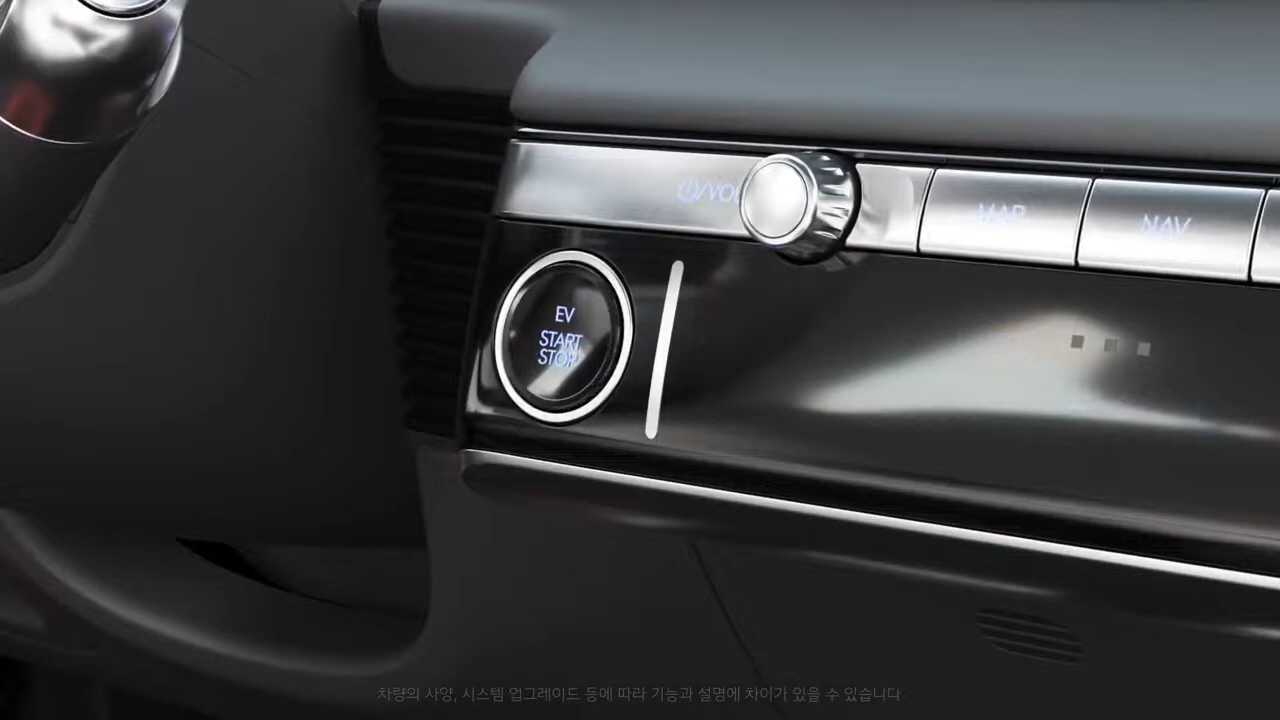 MAP
NAV
EV
START
STOP
차량의 사양, 시스템 업그레이드 등에 따라 기능과 설명에 차이가 있을 수 있습니다